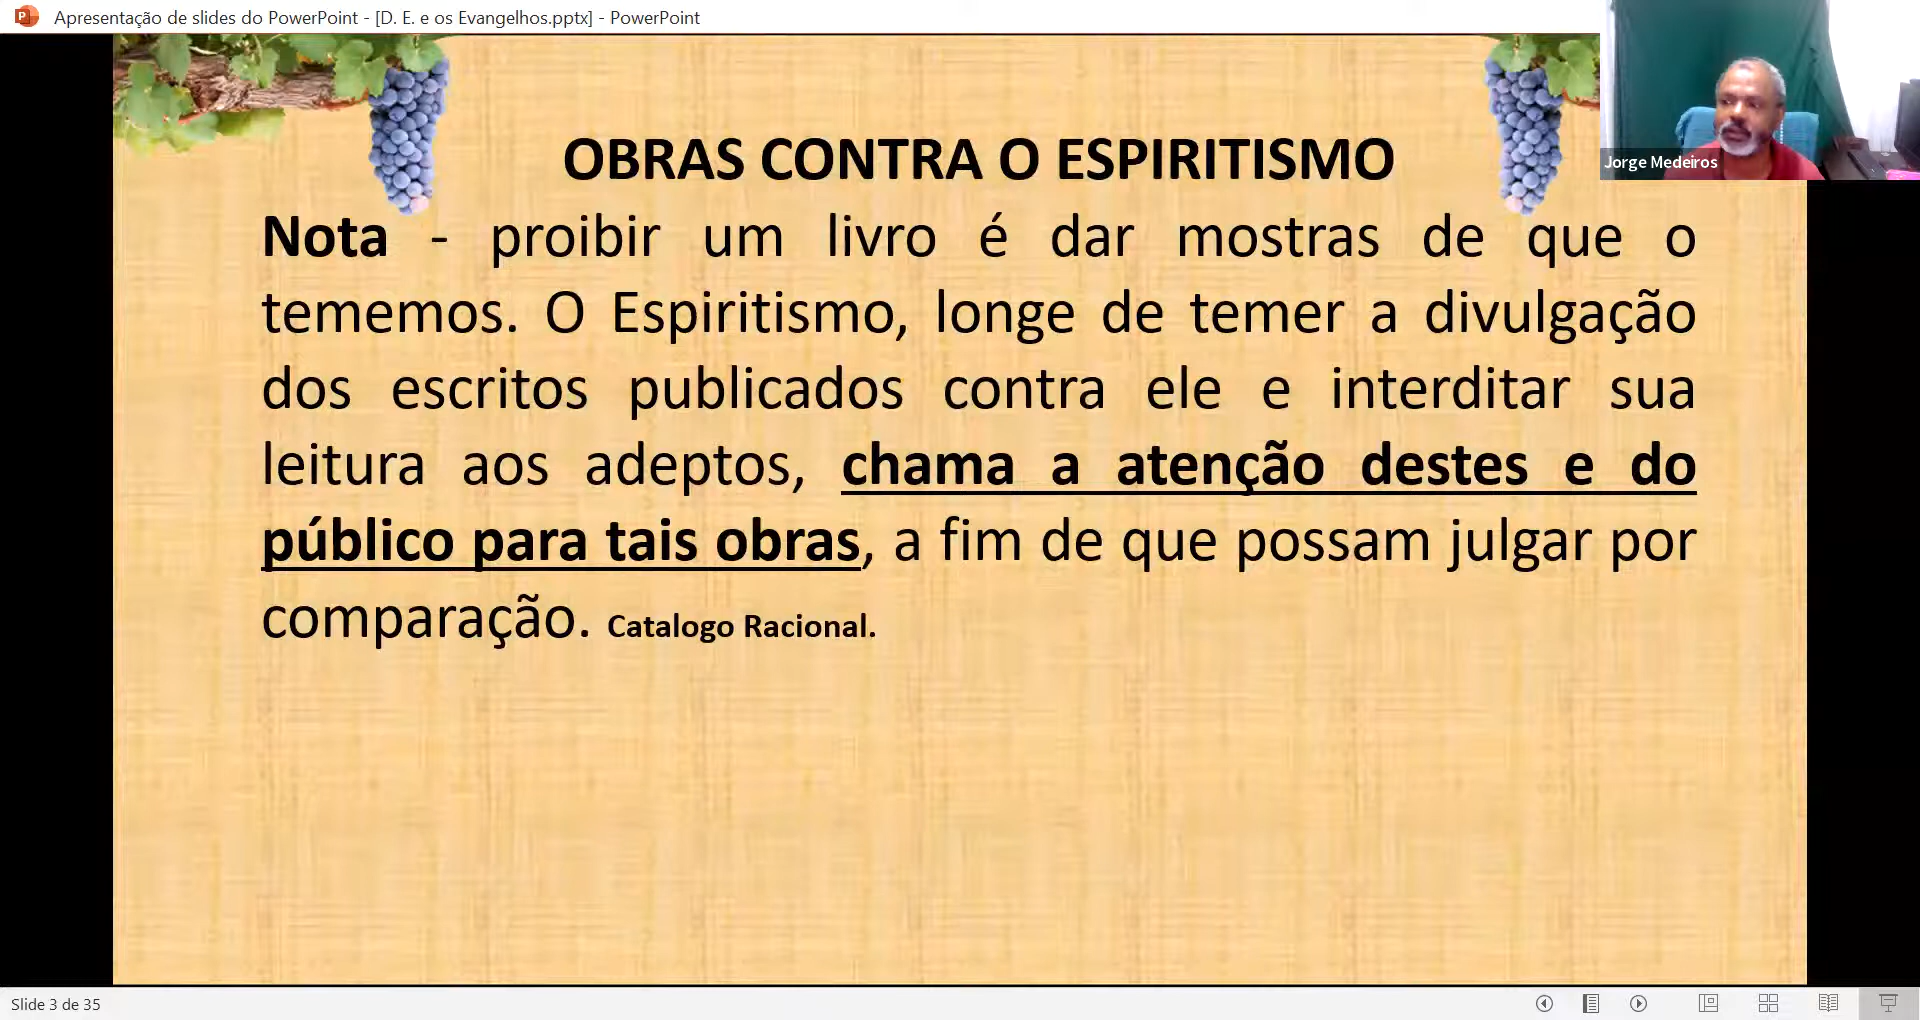 Apresentação de slides do PowerPoint - [D. E. e os Evangelhos.pptx] - PowerPoint
Jorge Medeiros
OBRAS CONTRA O ESPIRITISMO
Nota - proibir um livro é dar mostras de que o
tememos. O Espiritismo, longe de temer a divulgação
dos escritos publicados contra ele e interditar sua
leitura aos adeptos, chama a atenção destes e do
público para tais obras, a fim de que possam julgar por
comparação. Catalogo Racional.
Slide 3 de 35